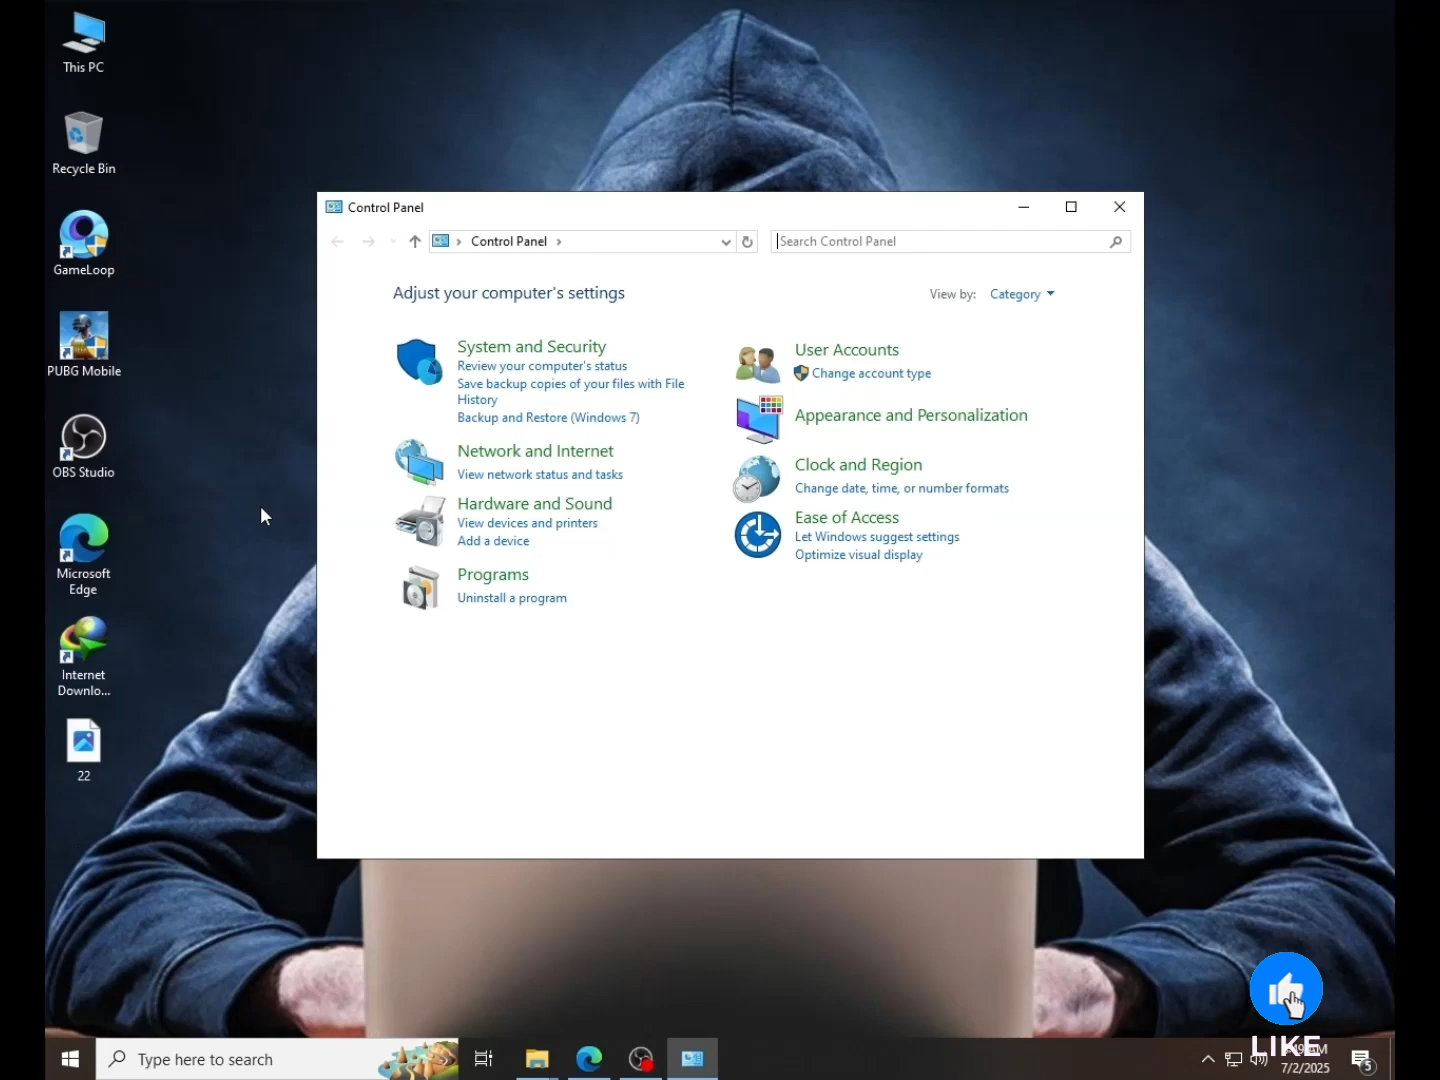 This PC
Recycle Bin
GameLoop
PUBG Mobile
OBS Studio
Microsoft
Edge
Internet
Downlo...
22
Control Panel
Control Panel
Search Control Panel
Adjust your computer's settings
View by: Category
System and Security
Review your computer's status
Save backup copies of your files with File
History
Backup and Restore (Windows 7)
Network and Internet
View network status and tasks
Hardware and Sound
View devices and printers
Add a device
Programs
Uninstall a program
User Accounts
Change account type
Appearance and Personalization
Clock and Region
Change date, time, or number formats
Ease of Access
Let Windows suggest settings
Optimize visual display
LIKE
Type here to search
7/2/2025
5